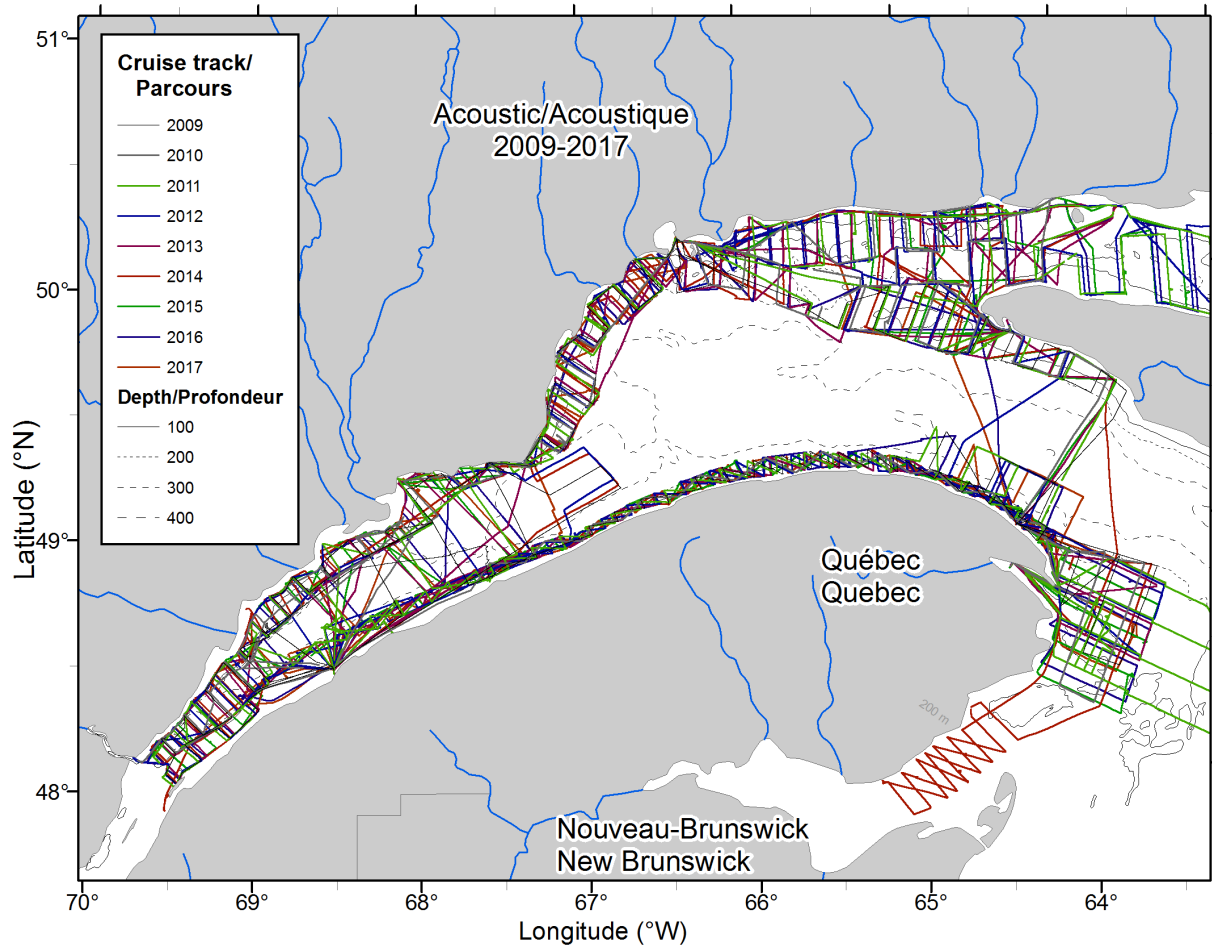 51°
50°
49°
48°
Latitude (°N)
Cruise track/
Parcours
2009
2010
2011
2012
2013
2014
2015
2016
2017
Depth/Profondeur
100
200
300
400
Acoustic/Acoustique
2009-2017
Québec
Quebec
200 m
Nouveau-Brunswick
New Brunswick
70°
69°
68°
67°
66°
65°
64°
Longitude (°W)